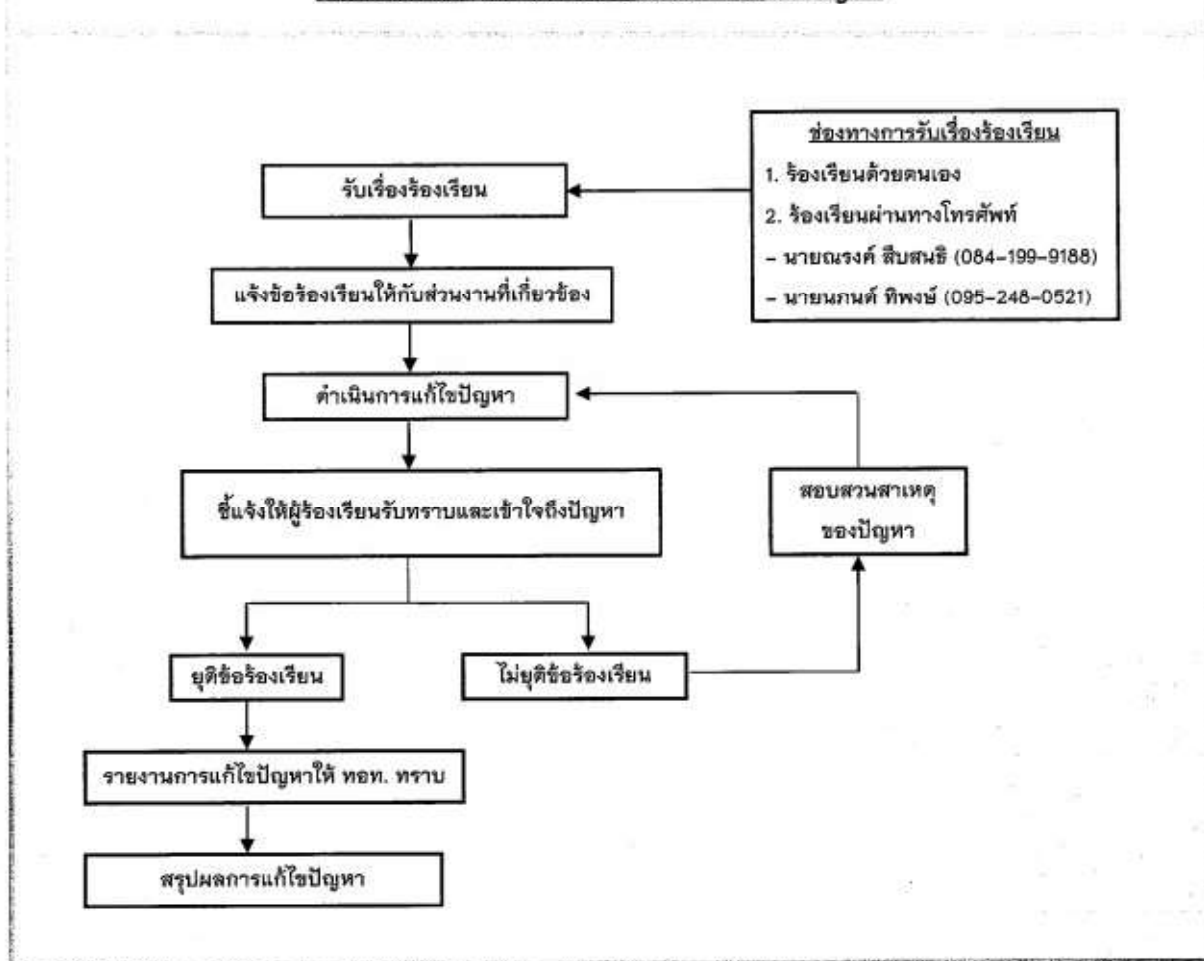 ช่องทางการรับเรื่องร้องเรียน
1. ร้องเรียนด้วยตนเอง
2. ร้องเรียนผ่านทางโทรศัพท์
– นายณรงค์ สืบสนธิ (084-199-9188)
– นายนภนต์ ทิพงษ์ (095-248-0521)
รับเรื่องร้องเรียน
แจ้งข้อร้องเรียนให้กับส่วนงานที่เกี่ยวข้อง
ดำเนินการแก้ไขปัญหา
ชี้แจงให้ผู้ร้องเรียนรับทราบและเข้าใจถึงปัญหา
สอบสวนสาเหตุ
ของปัญหา
ยุติข้อร้องเรียน
ไม่ยุติข้อร้องเรียน
รายงานการแก้ไขปัญหาให้ ทอท. ทราบ
สรุปผลการแก้ไขปัญหา